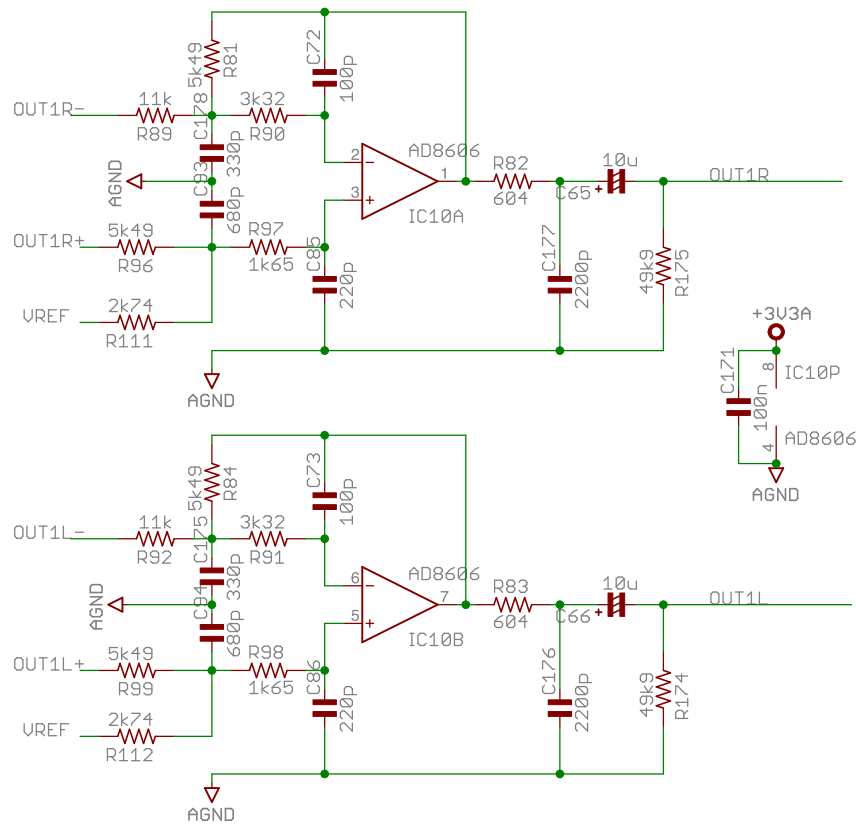 5k49
R81
C72
100p
OUT1R-
11k
R89
C178
330p
3k32
R90
AGND
C93
680p
2
3
1
AD8606
IC10A
R82
604
10u
C65
+
OUT1R
OUT1R+
5k49
R96
R97
1k65
C85
220p
C177
2200p
49k9
R175
VREF
2k74
R111
AGND
+3V3A
C171
100n
8
IC10P
4
AD8606
AGND
5k49
R84
C73
100p
OUT1L-
11k
R92
C175
330p
3k32
R91
AGND
C94
680p
6
5
7
AD8606
IC10B
R83
604
10u
C66
+
OUT1L
OUT1L+
5k49
R99
R98
1k65
C86
220p
C176
2200p
49k9
R174
VREF
2k74
R112
AGND